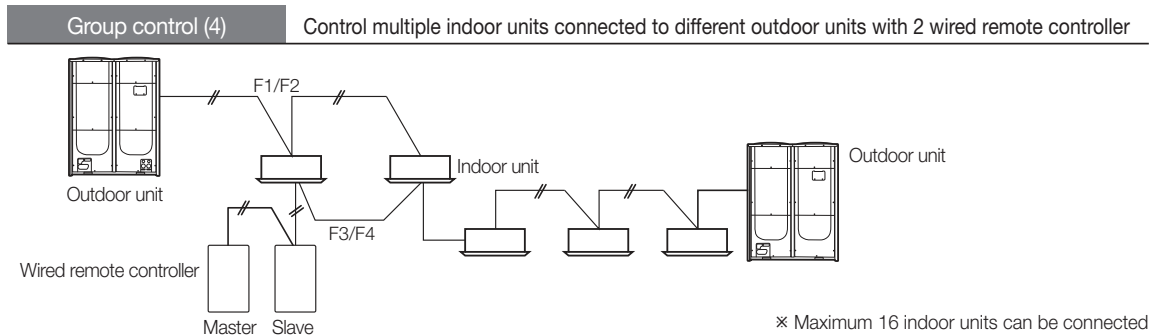 Group control (4) Control multiple indoor units connected to different outdoor units with 2 wired remote controller
F1/F2
Indoor unit
Outdoor unit
Outdoor unit
F3/F4
Wired remote controller
Master Slave
※ Maximum 16 indoor units can be connected